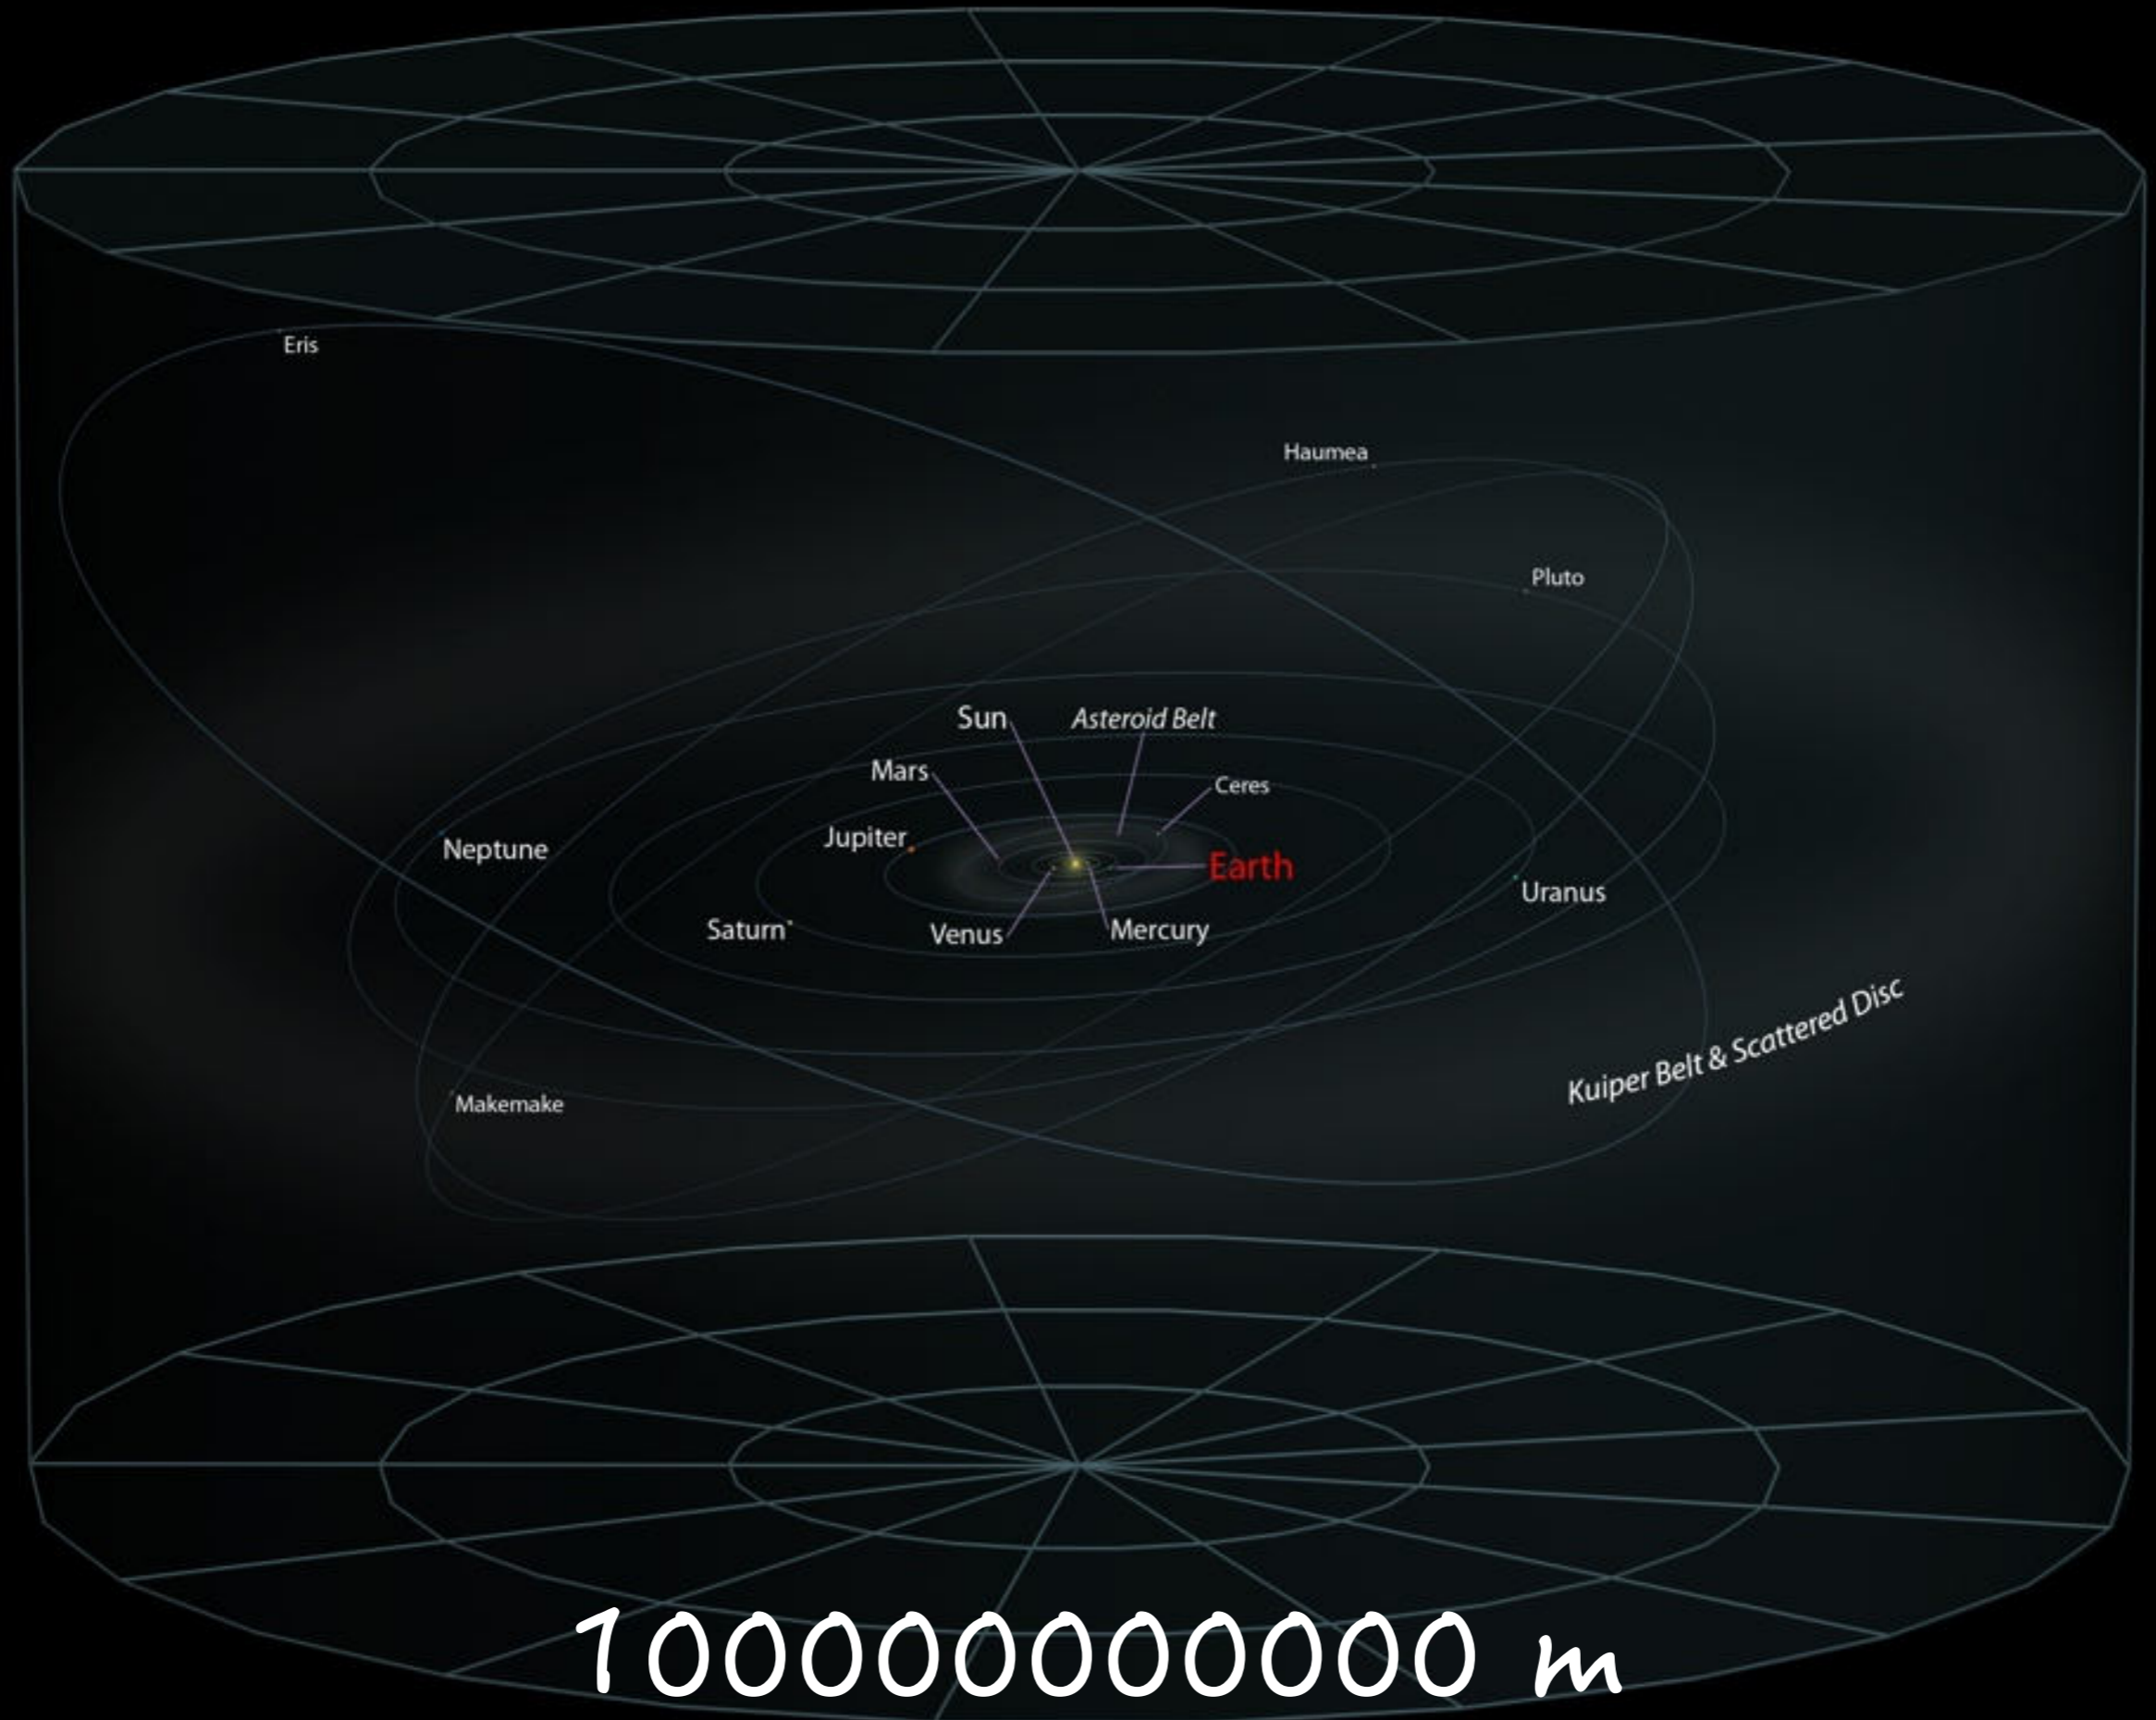 Eris
Haumea
Pluto
Sun
Asteroid Belt
Mars
Ceres
Jupiter
Neptune
Earth
Uranus
Saturn
Venus
Mercury
Kuiper Belt & Scattered Disc
Makemake
100000000000 m